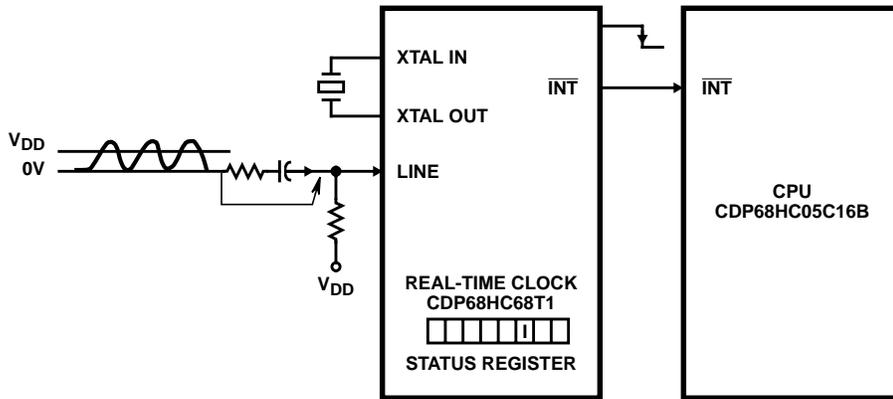 XTAL IN
INT
INT
XTAL OUT
VDD
0V
LINE
CPU
CDP68HC05C16B
VDD
REAL-TIME CLOCK
CDP68HC68T1
I
STATUS REGISTER